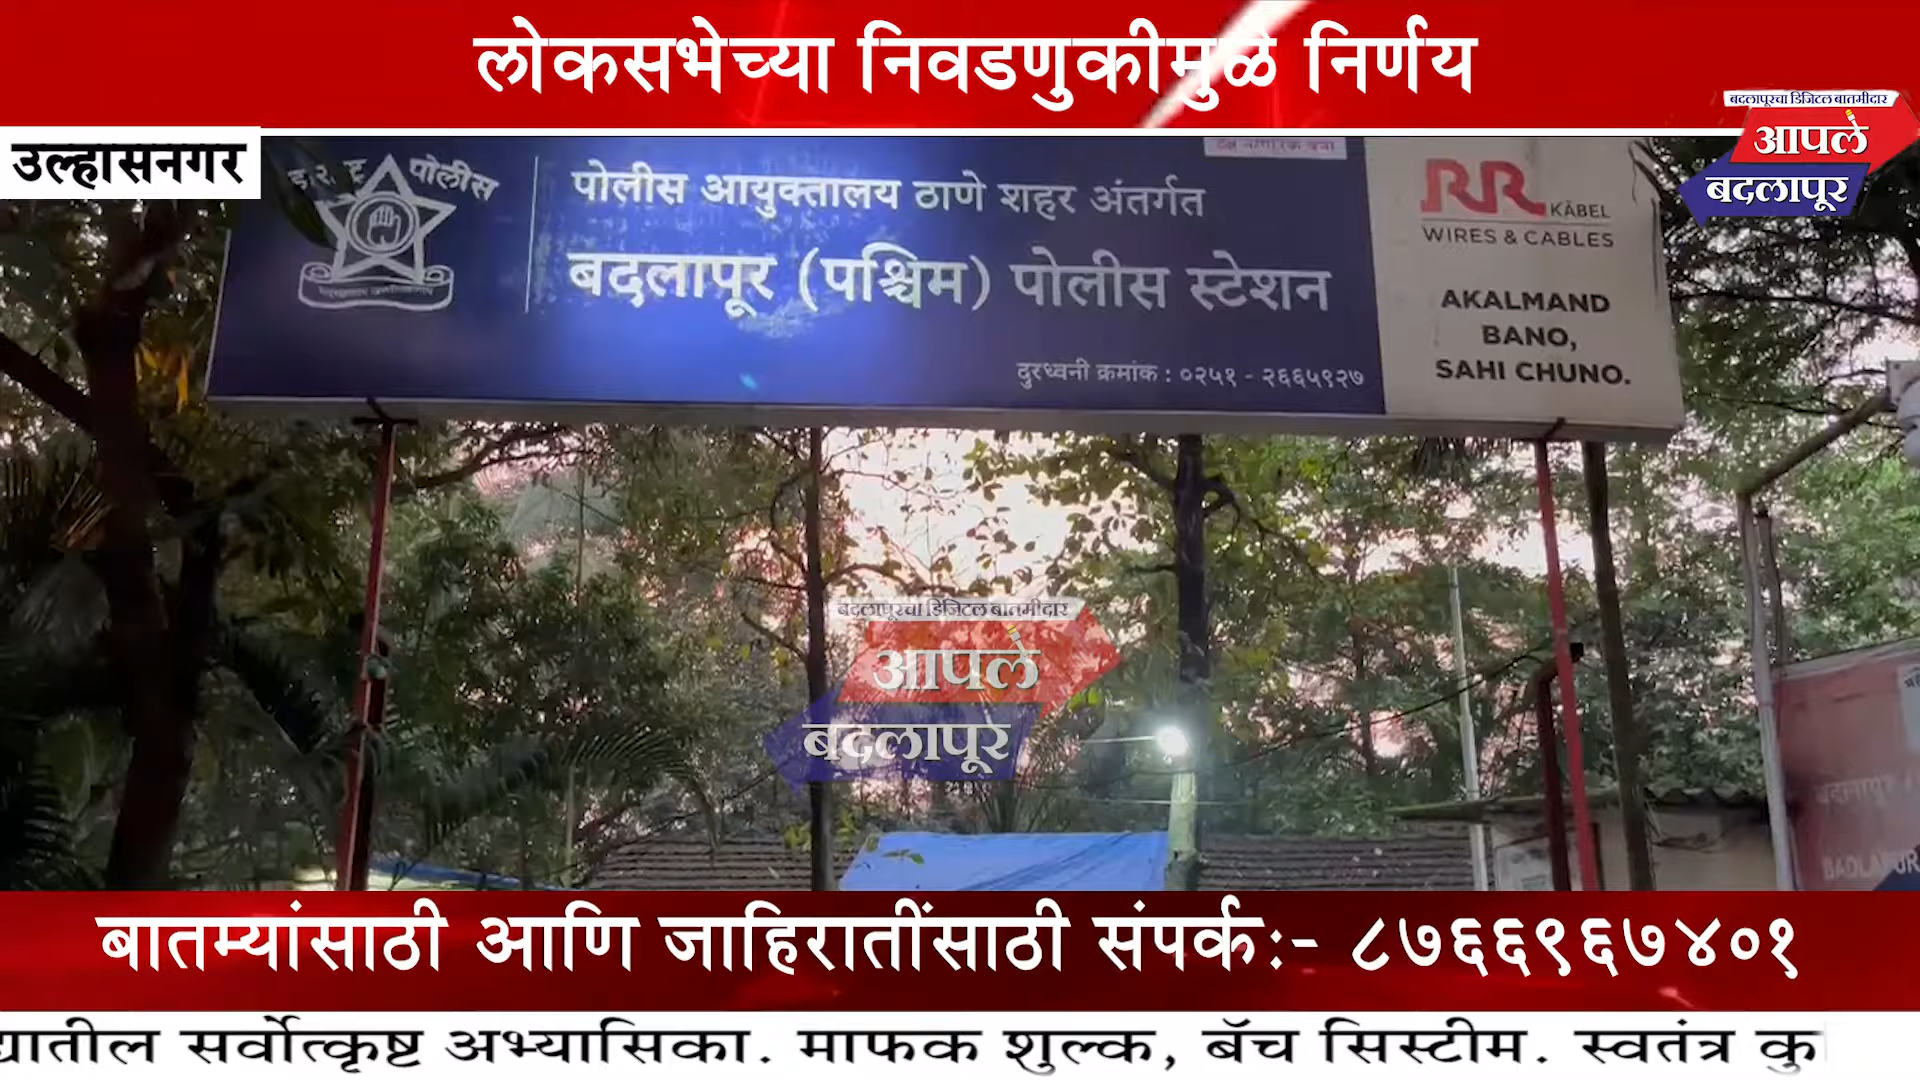 लोकसभेच्या निवडणुकीमुळे निर्णय
बदलापूरचा डिजिटल बातमीदार
आपले
बदलापूर
उल्हासनगर
पोलीस
पोलीस आयुक्तालय ठाणे शहर अंतर्गत
बदलापूर (पश्चिम) पोलीस स्टेशन
दुरध्वनी क्रमांक : ०२५१ - २६६५९२७
RR KABEL
WIRES & CABLES
AKALMAND
BANO,
SAHI CHUNO.
बदलापूरचा डिजिटल बातमीदार
आपले
बदलापूर
बदलापूर
BADLAPUR
बातम्यांसाठी आणि जाहिरातींसाठी संपर्क:- ८७६६९६७४०१
द्यातील सर्वोत्कृष्ट अभ्यासिका. माफक शुल्क, बॅच सिस्टीम. स्वतंत्र कु